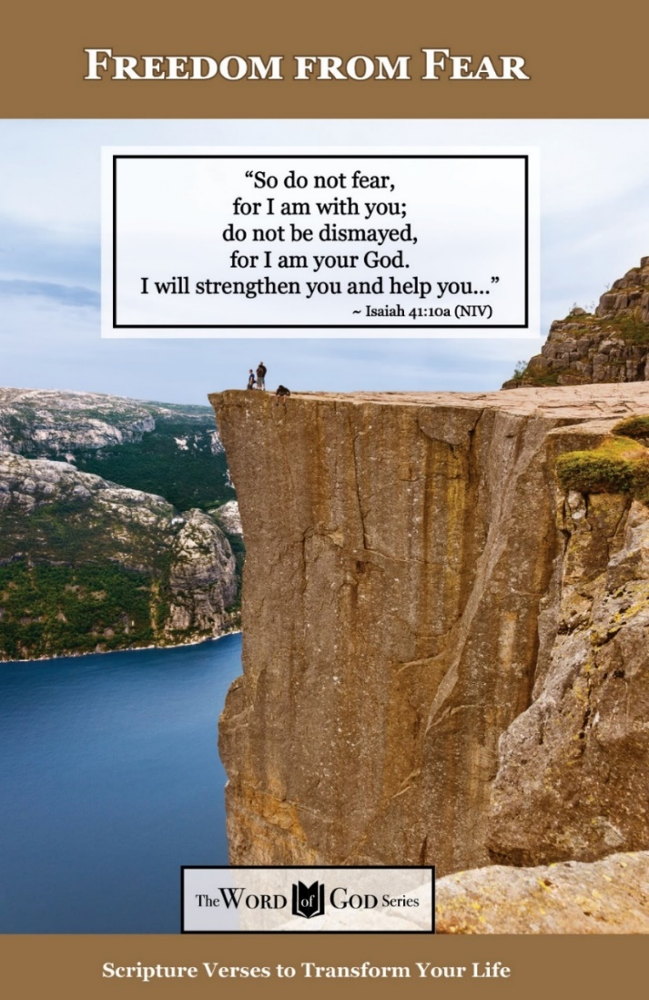 FREEDOM FROM FEAR
“So do not fear,
for I am with you;
do not be dismayed,
for I am your God.
I will strengthen you and help you...”
~ Isaiah 41:10a (NIV)
The WORD of GOD Series
Scripture Verses to Transform Your Life